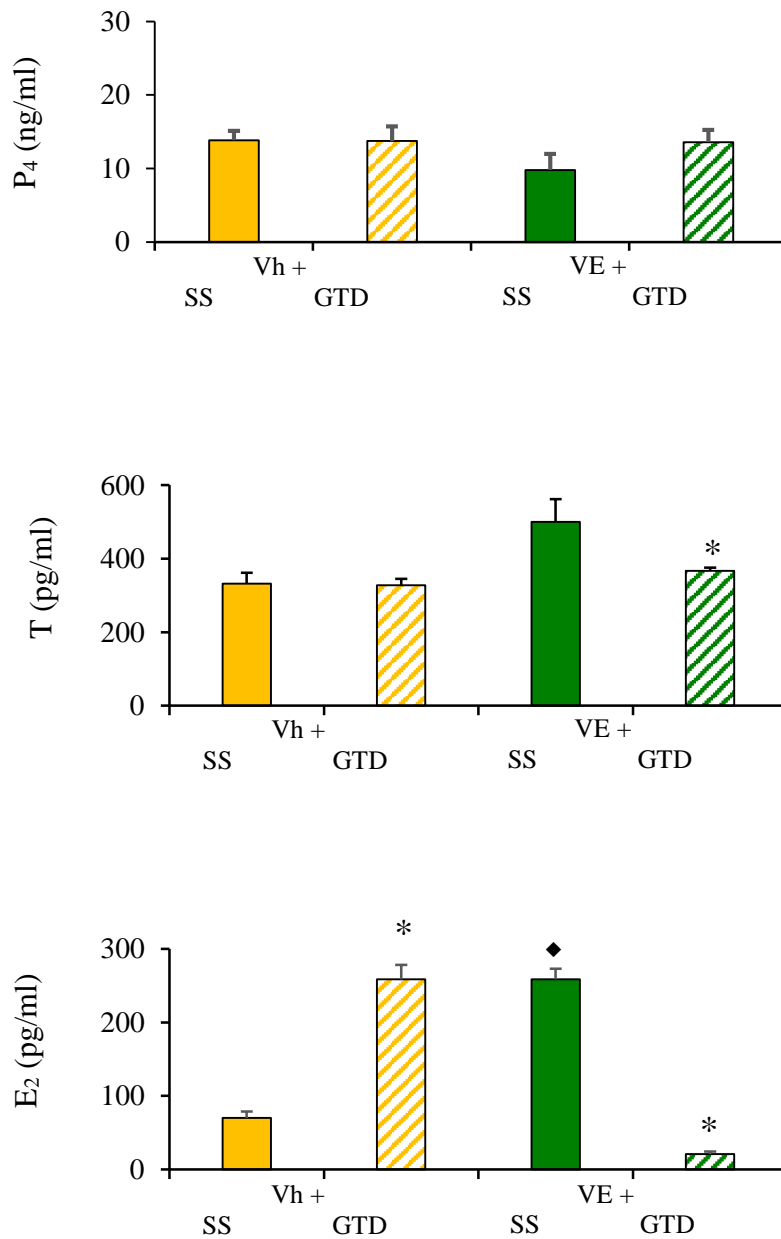 P₄ (ng/ml)
30
20
10
0
Vh + VE +
SS GTD SS GTD
T (pg/ml)
600
400
200
0
*
Vh + VE +
SS GTD SS GTD
E₂ (pg/ml)
300
200
100
0
* ◆ *
Vh + VE +
SS GTD SS GTD